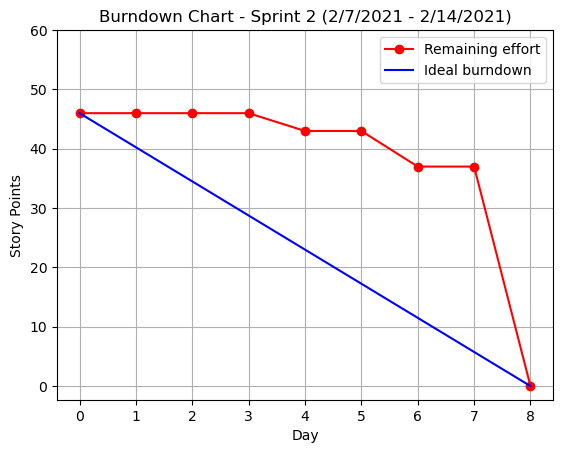 Burndown Chart - Sprint 2 (2/7/2021 - 2/14/2021)
Remaining effort
Ideal burndown
60
50
40
30
20
10
0
Story Points
0 1 2 3 4 5 6 7 8
Day